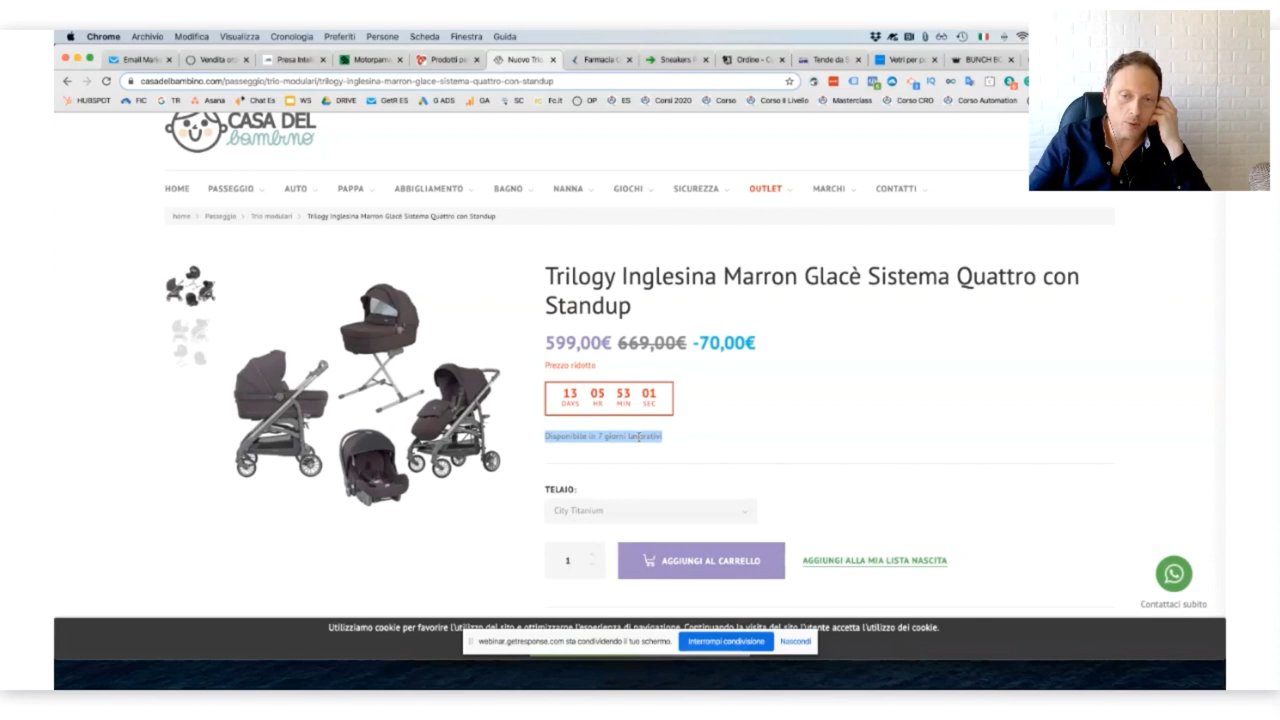 Chrome Archivio Modifica Visualizza Cronologia Preferiti Persone Scheda Finestra Guida
Email Mark Vendita on Presa Intel Motorpam Prodotti p Nuovo Trio Farmacia C Sneakers Ordine - C Tende da S Vetri per p BUNCH BC
casadelbambino.com/passeggio/trio-modulari/trilogy-inglesina-marron-glace-sistema-quattro-con-standup
HUBSPOT FIC TR Asana Chat Es WS DRIVE GetR ES G ADS GA SC Fc.it OP ES Corsi 2020 Corso Corso II Livello Masterclass Corso CRO Corso Automation
CASA DEL
bambino
HOME PASSEGGIO AUTO PAPPA ABBIGLIAMENTO BAGNO NANNA GIOCHI SICUREZZA OUTLET MARCHI CONTATTI
home > Passeggio > Trio modulari > Trilogy Inglesina Marron Glacè Sistema Quattro con Standup
Trilogy Inglesina Marron Glacè Sistema Quattro con
Standup
599,00€ 669,00€ -70,00€
Prezzo ridotto
13 05 53 01
DAYS HR MIN SEC
Disponibile in 7 giorni lavorativi
TELAIO:
City Titanium
1 AGGIUNGI AL CARRELLO AGGIUNGI ALLA MIA LISTA NASCITA
Contattaci subito
Utilizziamo cookie per favorire l'utilizzo del sito e ottimizzarne l'esperienza di navigazione. Continuando la visita del sito l'utente accetta l'utilizzo dei cookie.
webinar.getresponse.com sta condividendo il tuo schermo. Interrompi condivisione Nascondi